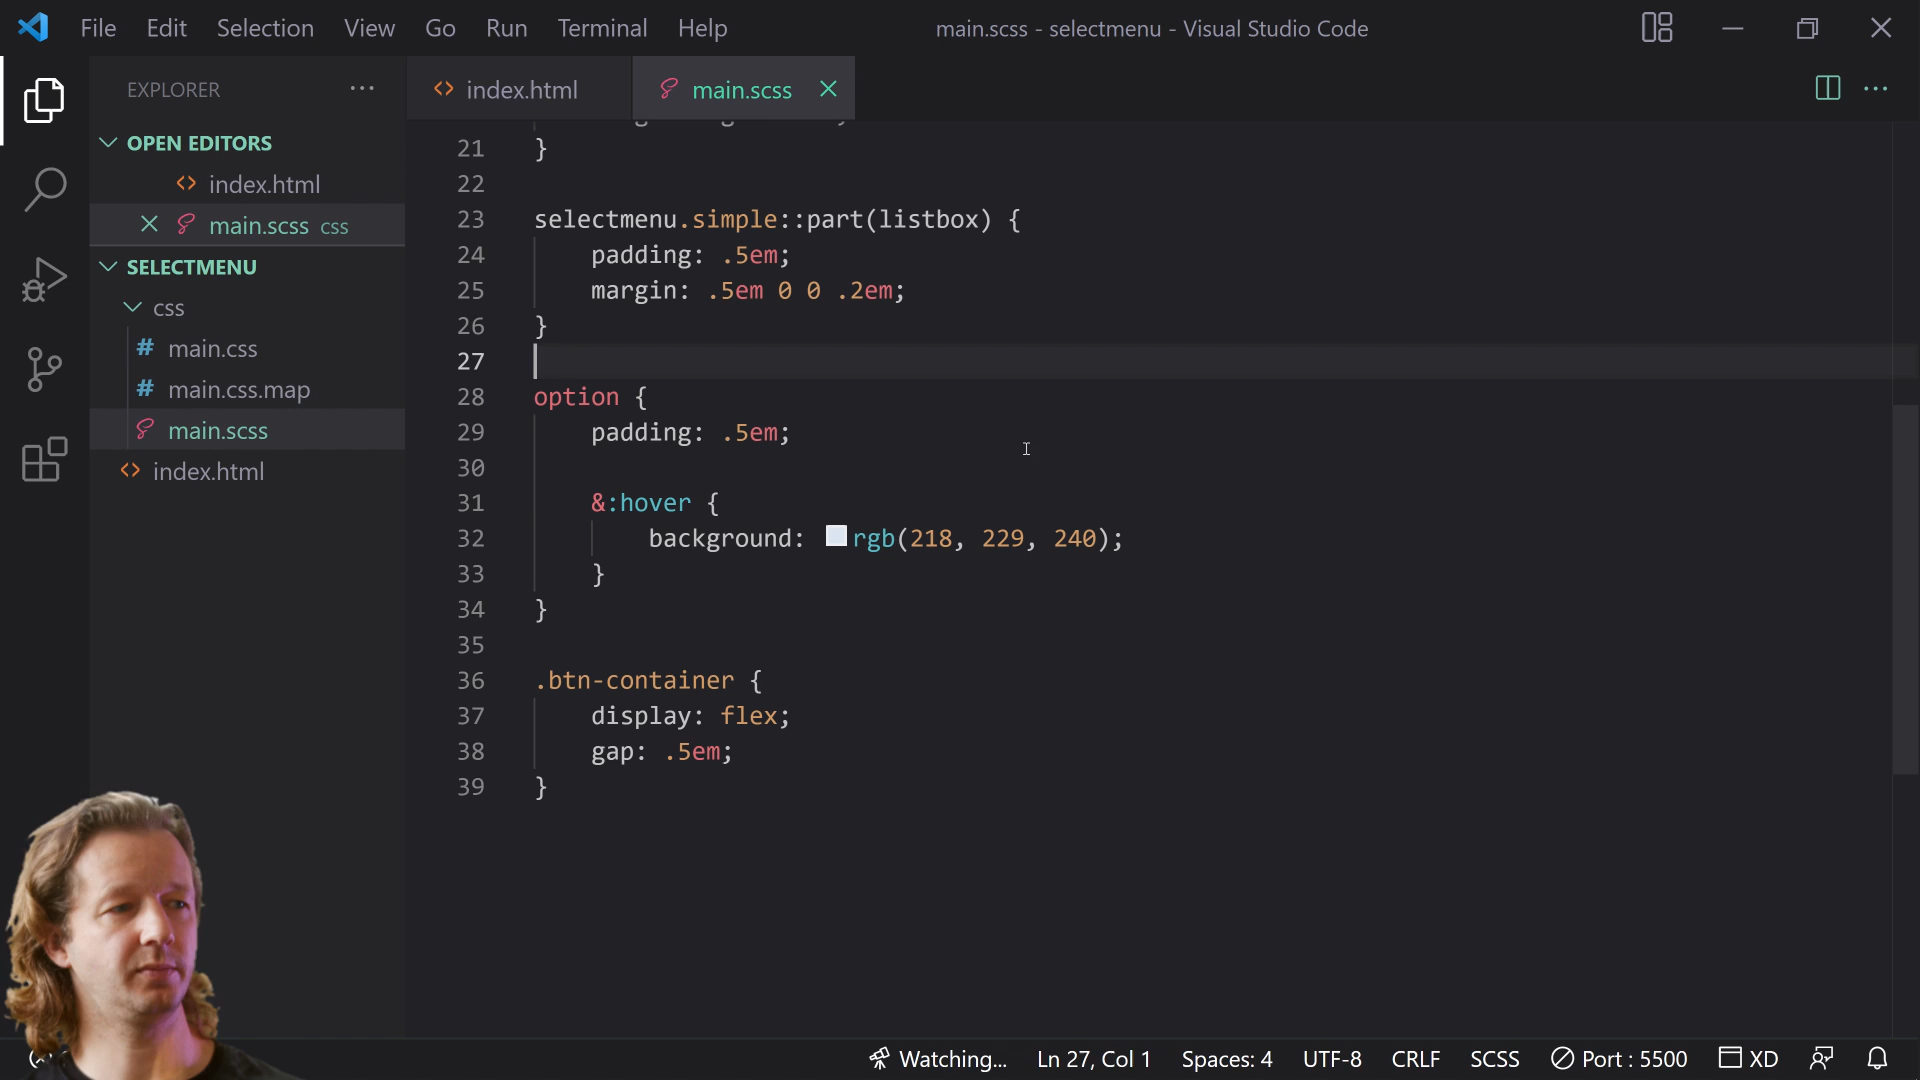 File Edit Selection View Go Run Terminal Help
main.scss - selectmenu - Visual Studio Code
EXPLORER
OPEN EDITORS
index.html
main.scss css
SELECTMENU
css
# main.css
# main.css.map
main.scss
index.html
index.html
main.scss
21 }
22
23 selectmenu.simple::part(listbox) {
24 padding: .5em;
25 margin: .5em 0 0 .2em;
26 }
27
28 option {
29 padding: .5em;
30
31 &:hover {
32 background: rgb(218, 229, 240);
33 }
34 }
35
36 .btn-container {
37 display: flex;
38 gap: .5em;
39 }
Watching... Ln 27, Col 1 Spaces: 4 UTF-8 CRLF SCSS Port : 5500 XD